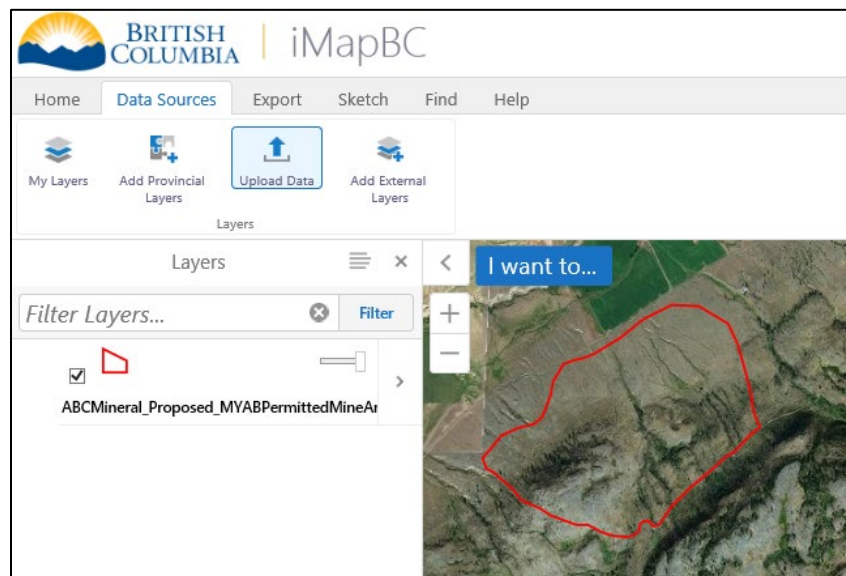 BRITISH
COLUMBIA
iMapBC
Home Data Sources Export Sketch Find Help
My Layers Add Provincial Upload Data Add External
Layers Layers
Layers
Layers
I want to...
Filter Layers... Filter
ABCMineral_Proposed_MYABPermittedMineAr